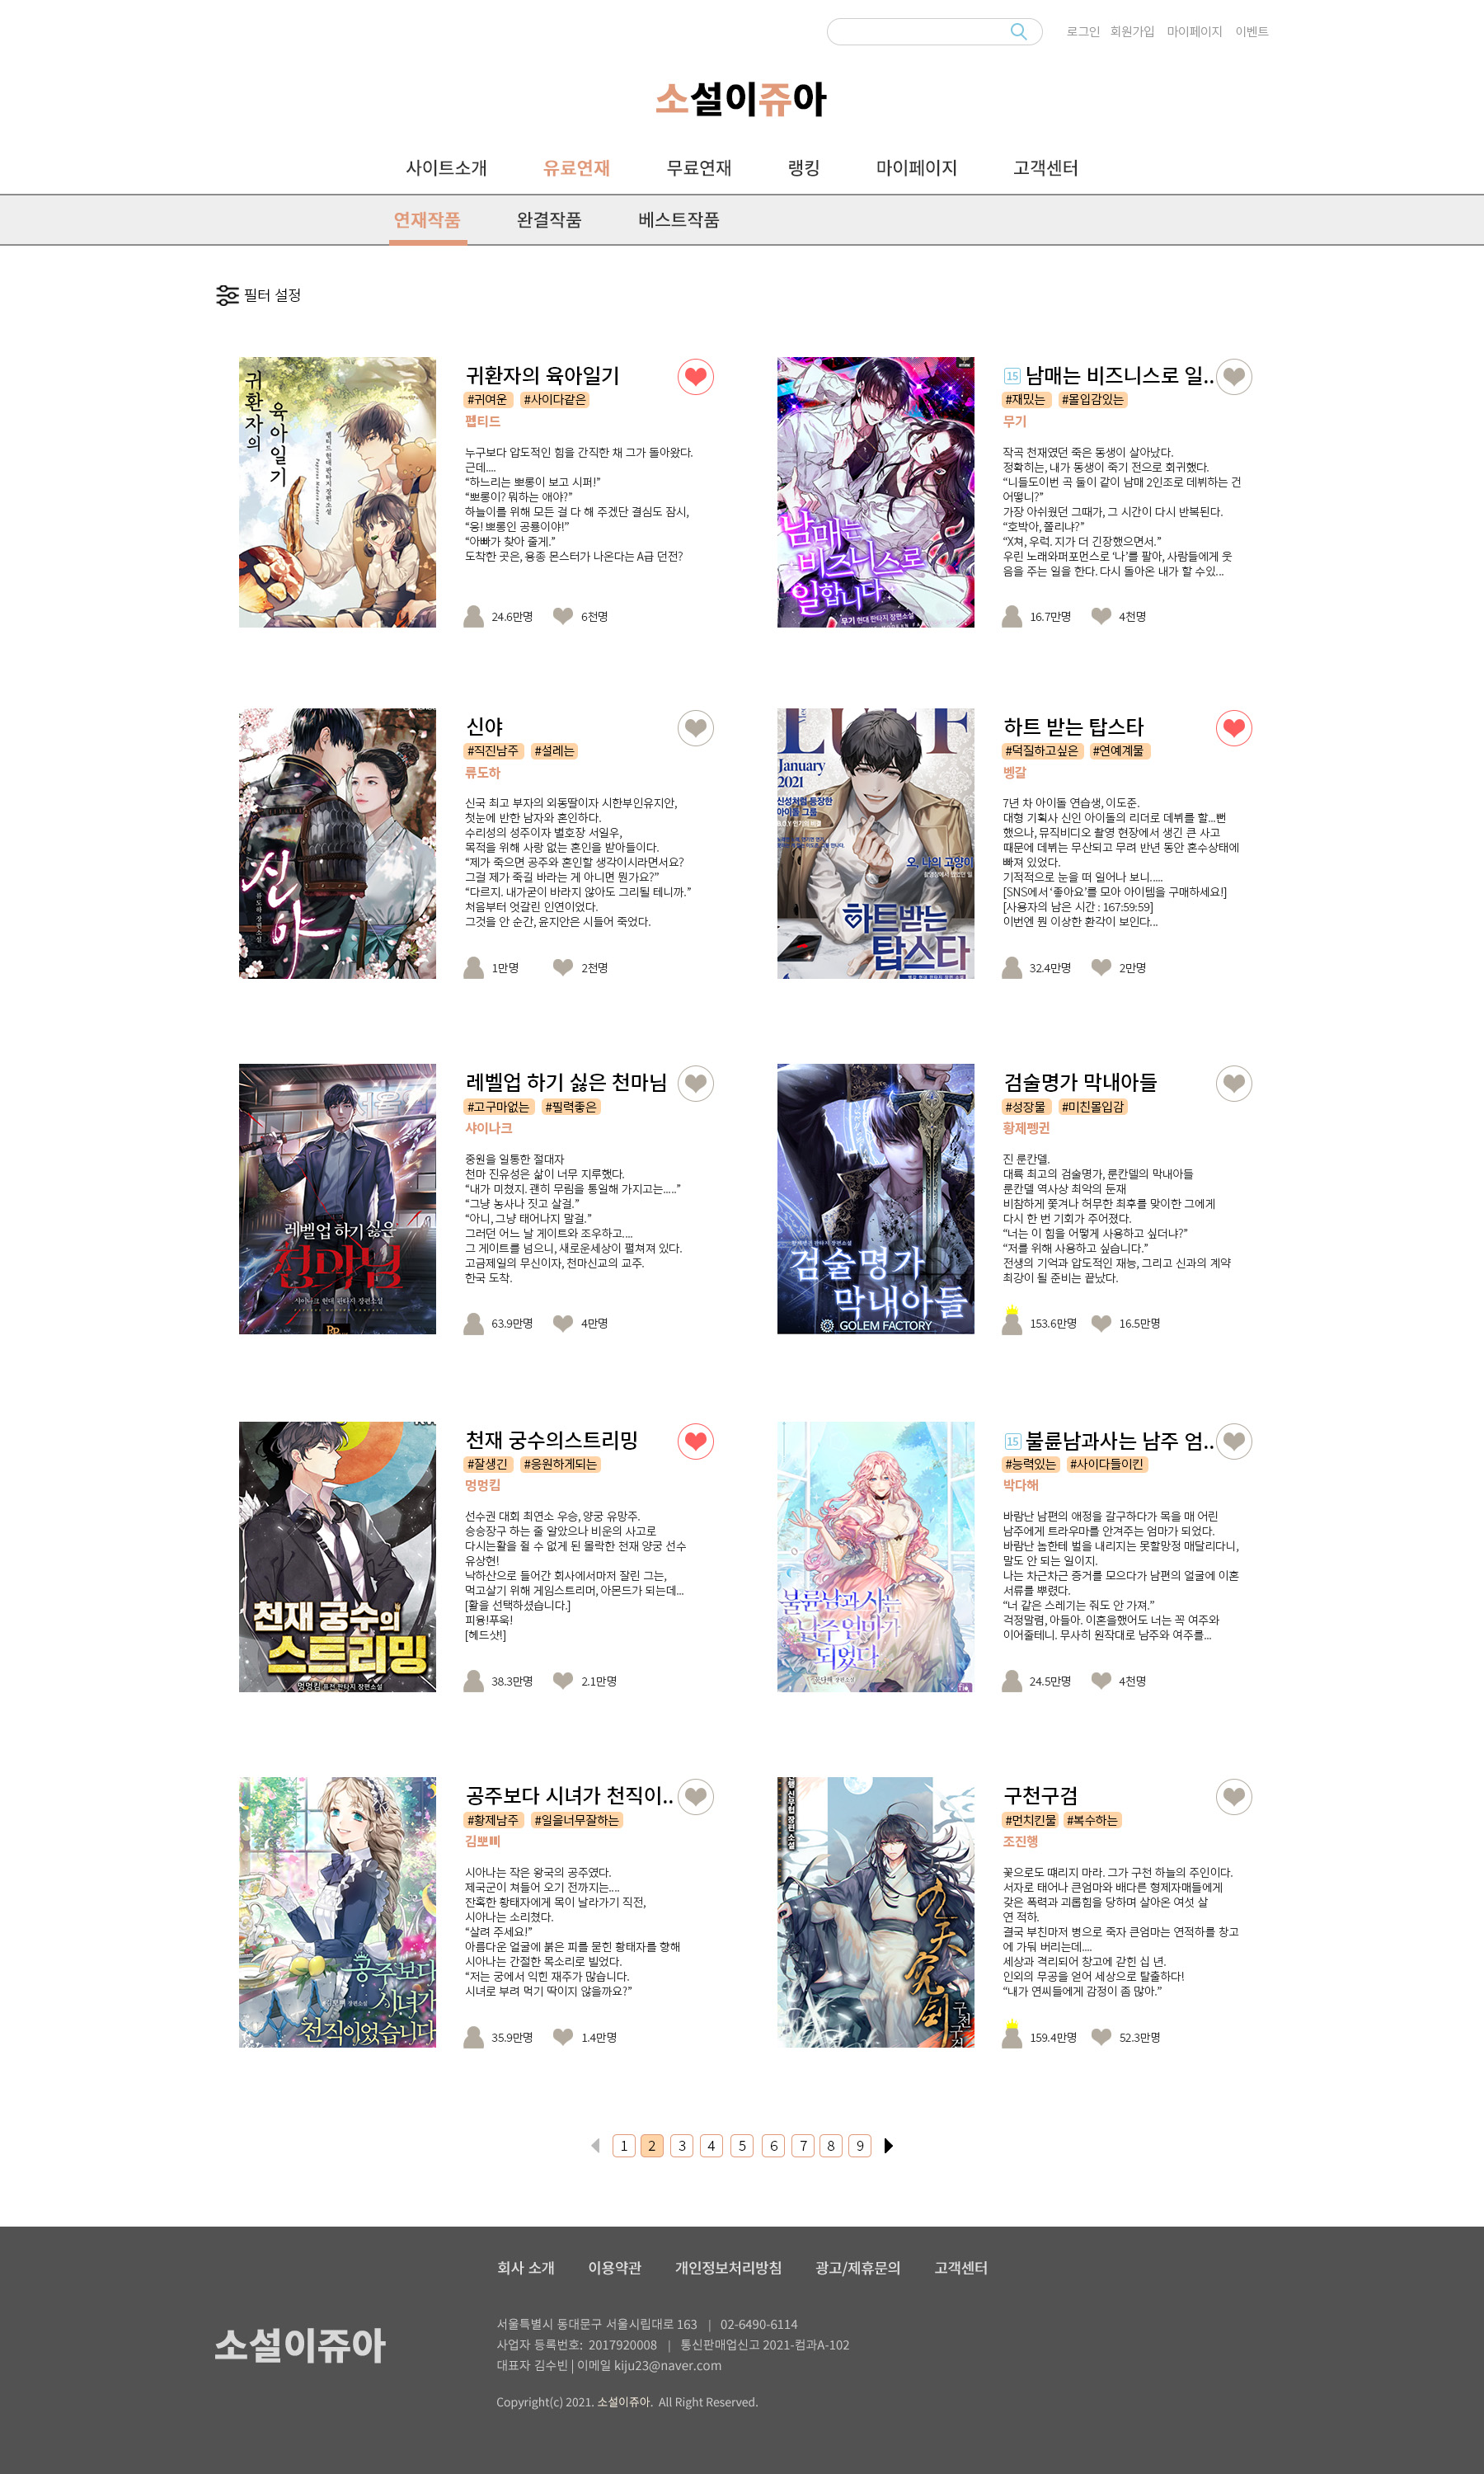 로그인 회원가입 마이페이지 이벤트
소설이쥬아
사이트소개 유료연재 무료연재 랭킹 마이페이지 고객센터
연재작품 완결작품 베스트작품
필터 설정
귀환자의
육아일기
펩티드 현대 판타지 장편소설
귀환자의 육아일기
#귀여운 #사이다같은
펩티드
누구보다 압도적인 힘을 간직한 채 그가 돌아왔다.
근데....
“하느리는 뽀롱이 보고 시퍼!”
“뽀롱이? 뭐하는 애야?”
하늘이를 위해 모든 걸 다 해 주겠단 결심도 잠시,
“웅! 뽀롱인 공룡이야!”
“아빠가 찾아 줄게.”
도착한 곳은, 용종 몬스터가 나온다는 A급 던전?
24.6만명 6천명
남매는
비즈니스로
일합니다
무기 현대 판타지 장편소설
15 남매는 비즈니스로 일..
#재밌는 #몰입감있는
무기
작곡 천재였던 죽은 동생이 살아났다.
정확히는, 내가 동생이 죽기 전으로 회귀했다.
“니들도이번 곡 둘이 같이 남매 2인조로 데뷔하는 건
어떻니?”
가장 아쉬웠던 그때가, 그 시간이 다시 반복된다.
“호박아, 쫄리냐?”
“X쳐, 우럭. 지가 더 긴장했으면서.”
우린 노래와퍼포먼스로 ‘나’를 팔아, 사람들에게 웃
음을 주는 일을 한다. 다시 돌아온 내가 할 수있...
16.7만명 4천명
신야
류도하 장편소설
신야
#직진남주 #설레는
류도하
신국 최고 부자의 외동딸이자 시한부인유지안,
첫눈에 반한 남자와 혼인하다.
수리성의 성주이자 별호장 서일우,
목적을 위해 사랑 없는 혼인을 받아들이다.
“제가 죽으면 공주와 혼인할 생각이시라면서요?
그걸 제가 죽길 바라는 게 아니면 뭔가요?”
“다르지. 내가굳이 바라지 않아도 그리될 테니까.”
처음부터 엇갈린 인연이었다.
그것을 안 순간, 윤지안은 시들어 죽었다.
1만명 2천명
January
2021
신성처럼 등장한
아이돌 그룹
오, 나의 고양이
하트받는
탑스타
하트 받는 탑스타
#덕질하고싶은 #연예계물
벵갈
7년 차 아이돌 연습생, 이도준.
대형 기획사 신인 아이돌의 리더로 데뷔를 할...뻔
했으나, 뮤직비디오 촬영 현장에서 생긴 큰 사고
때문에 데뷔는 무산되고 무려 반년 동안 혼수상태에
빠져 있었다.
기적적으로 눈을 떠 일어나 보니.....
[SNS에서 ‘좋아요’를 모아 아이템을 구매하세요!]
[사용자의 남은 시간 : 167:59:59]
이번엔 뭔 이상한 환각이 보인다...
32.4만명 2만명
레벨업 하기 싫은
천마님
샤이나크 현대 판타지 장편소설
레벨업 하기 싫은 천마님
#고구마없는 #필력좋은
샤이나크
중원을 일통한 절대자
천마 진유성은 삶이 너무 지루했다.
“내가 미쳤지. 괜히 무림을 통일해 가지고는.....”
“그냥 농사나 짓고 살걸.”
“아니, 그냥 태어나지 말걸.”
그러던 어느 날 게이트와 조우하고....
그 게이트를 넘으니, 새로운세상이 펼쳐져 있다.
고금제일의 무신이자, 천마신교의 교주.
한국 도착.
63.9만명 4만명
검술명가
막내아들
GOLEM FACTORY
검술명가 막내아들
#성장물 #미친몰입감
황제펭귄
진 룬칸델.
대륙 최고의 검술명가, 룬칸델의 막내아들
룬칸델 역사상 최악의 둔재
비참하게 쫓겨나 허무한 최후를 맞이한 그에게
다시 한 번 기회가 주어졌다.
“너는 이 힘을 어떻게 사용하고 싶더냐?”
“저를 위해 사용하고 싶습니다.”
전생의 기억과 압도적인 재능, 그리고 신과의 계약
최강이 될 준비는 끝났다.
153.6만명 16.5만명
천재 궁수의
스트리밍
멍멍킴 퓨전 판타지 장편소설
천재 궁수의스트리밍
#잘생긴 #응원하게되는
멍멍킴
선수권 대회 최연소 우승, 양궁 유망주.
승승장구 하는 줄 알았으나 비운의 사고로
다시는활을 쥘 수 없게 된 몰락한 천재 양궁 선수
유상현!
낙하산으로 들어간 회사에서마저 잘린 그는,
먹고살기 위해 게임스트리머, 아몬드가 되는데...
[활을 선택하셨습니다.]
피융!푸욱!
[헤드샷!]
38.3만명 2.1만명
불륜남과 사는
남주 엄마가
되었다
15 불륜남과사는 남주 엄..
#능력있는 #사이다들이킨
박다해
바람난 남편의 애정을 갈구하다가 목을 매 어린
남주에게 트라우마를 안겨주는 엄마가 되었다.
바람난 놈한테 벌을 내리지는 못할망정 매달리다니,
말도 안 되는 일이지.
나는 차근차근 증거를 모으다가 남편의 얼굴에 이혼
서류를 뿌렸다.
“너 같은 스레기는 줘도 안 가져.”
걱정말렴, 아들아. 이혼을했어도 너는 꼭 여주와
이어줄테니. 무사히 원작대로 남주와 여주를...
24.5만명 4천명
공주보다
시녀가
천직이었습니다
공주보다 시녀가 천직이..
#황제남주 #일을너무잘하는
김뽀삐
시아나는 작은 왕국의 공주였다.
제국군이 쳐들어 오기 전까지는....
잔혹한 황태자에게 목이 날라가기 직전,
시아나는 소리쳤다.
“살려 주세요!”
아름다운 얼굴에 붉은 피를 묻힌 황태자를 향해
시아나는 간절한 목소리로 빌었다.
“저는 궁에서 익힌 재주가 많습니다.
시녀로 부려 먹기 딱이지 않을까요?”
35.9만명 1.4만명
九天究劍
구천구검
구천구검
#먼치킨물 #복수하는
조진행
꽃으로도 떄리지 마라. 그가 구천 하늘의 주인이다.
서자로 태어나 큰엄마와 배다른 형제자매들에게
갖은 폭력과 괴롭힘을 당하며 살아온 여섯 살
연 적하.
결국 부친마저 병으로 죽자 큰엄마는 연적하를 창고
에 가둬 버리는데....
세상과 격리되어 창고에 갇힌 십 년.
인외의 무공을 얻어 세상으로 탈출하다!
“내가 연씨들에게 감정이 좀 많아.”
159.4만명 52.3만명
1 2 3 4 5 6 7 8 9
회사 소개 이용약관 개인정보처리방침 광고/제휴문의 고객센터
소설이쥬아
서울특별시 동대문구 서울시립대로 163 | 02-6490-6114
사업자 등록번호: 2017920008 | 통신판매업신고 2021-컴과A-102
대표자 김수빈 | 이메일 kiju23@naver.com
Copyright(c) 2021. 소설이쥬아. All Right Reserved.